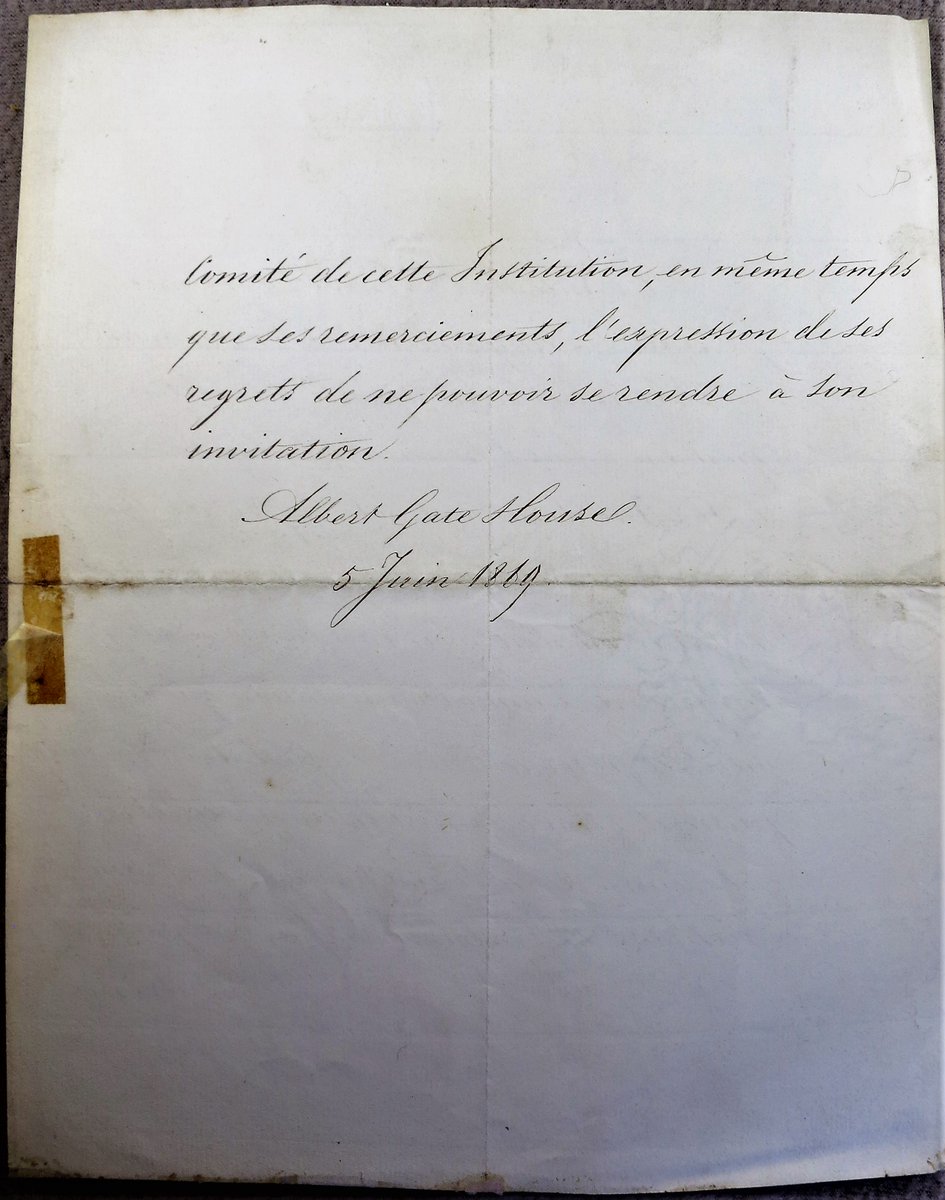 Comité de cette Institution, en même temps
que ses remerciements, l'expression de ses
regrets de ne pouvoir se rendre à son
invitation.
Albert Gate House.
5 Juin 1869.